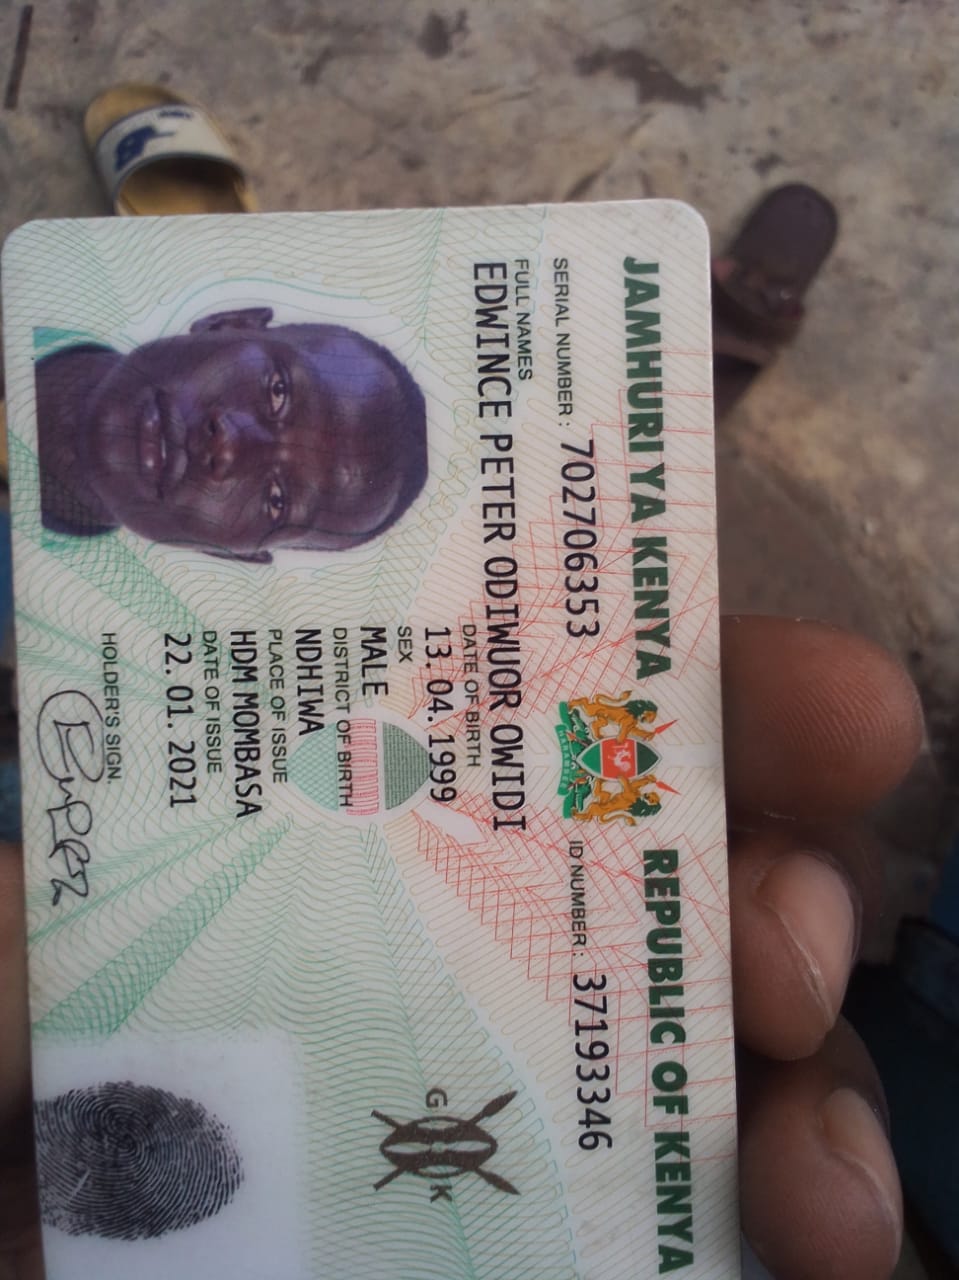 JAMHURI YA KENYA REPUBLIC OF KENYA
SERIAL NUMBER: 702706353 ID NUMBER: 37193346
FULL NAMES
EDWINCE PETER ODIWUOR OWIDI
DATE OF BIRTH
13.04.1999
SEX
MALE
DISTRICT OF BIRTH
NDHIWA
PLACE OF ISSUE
HDM MOMBASA
DATE OF ISSUE
22.01.2021
HOLDER'S SIGN.
G K